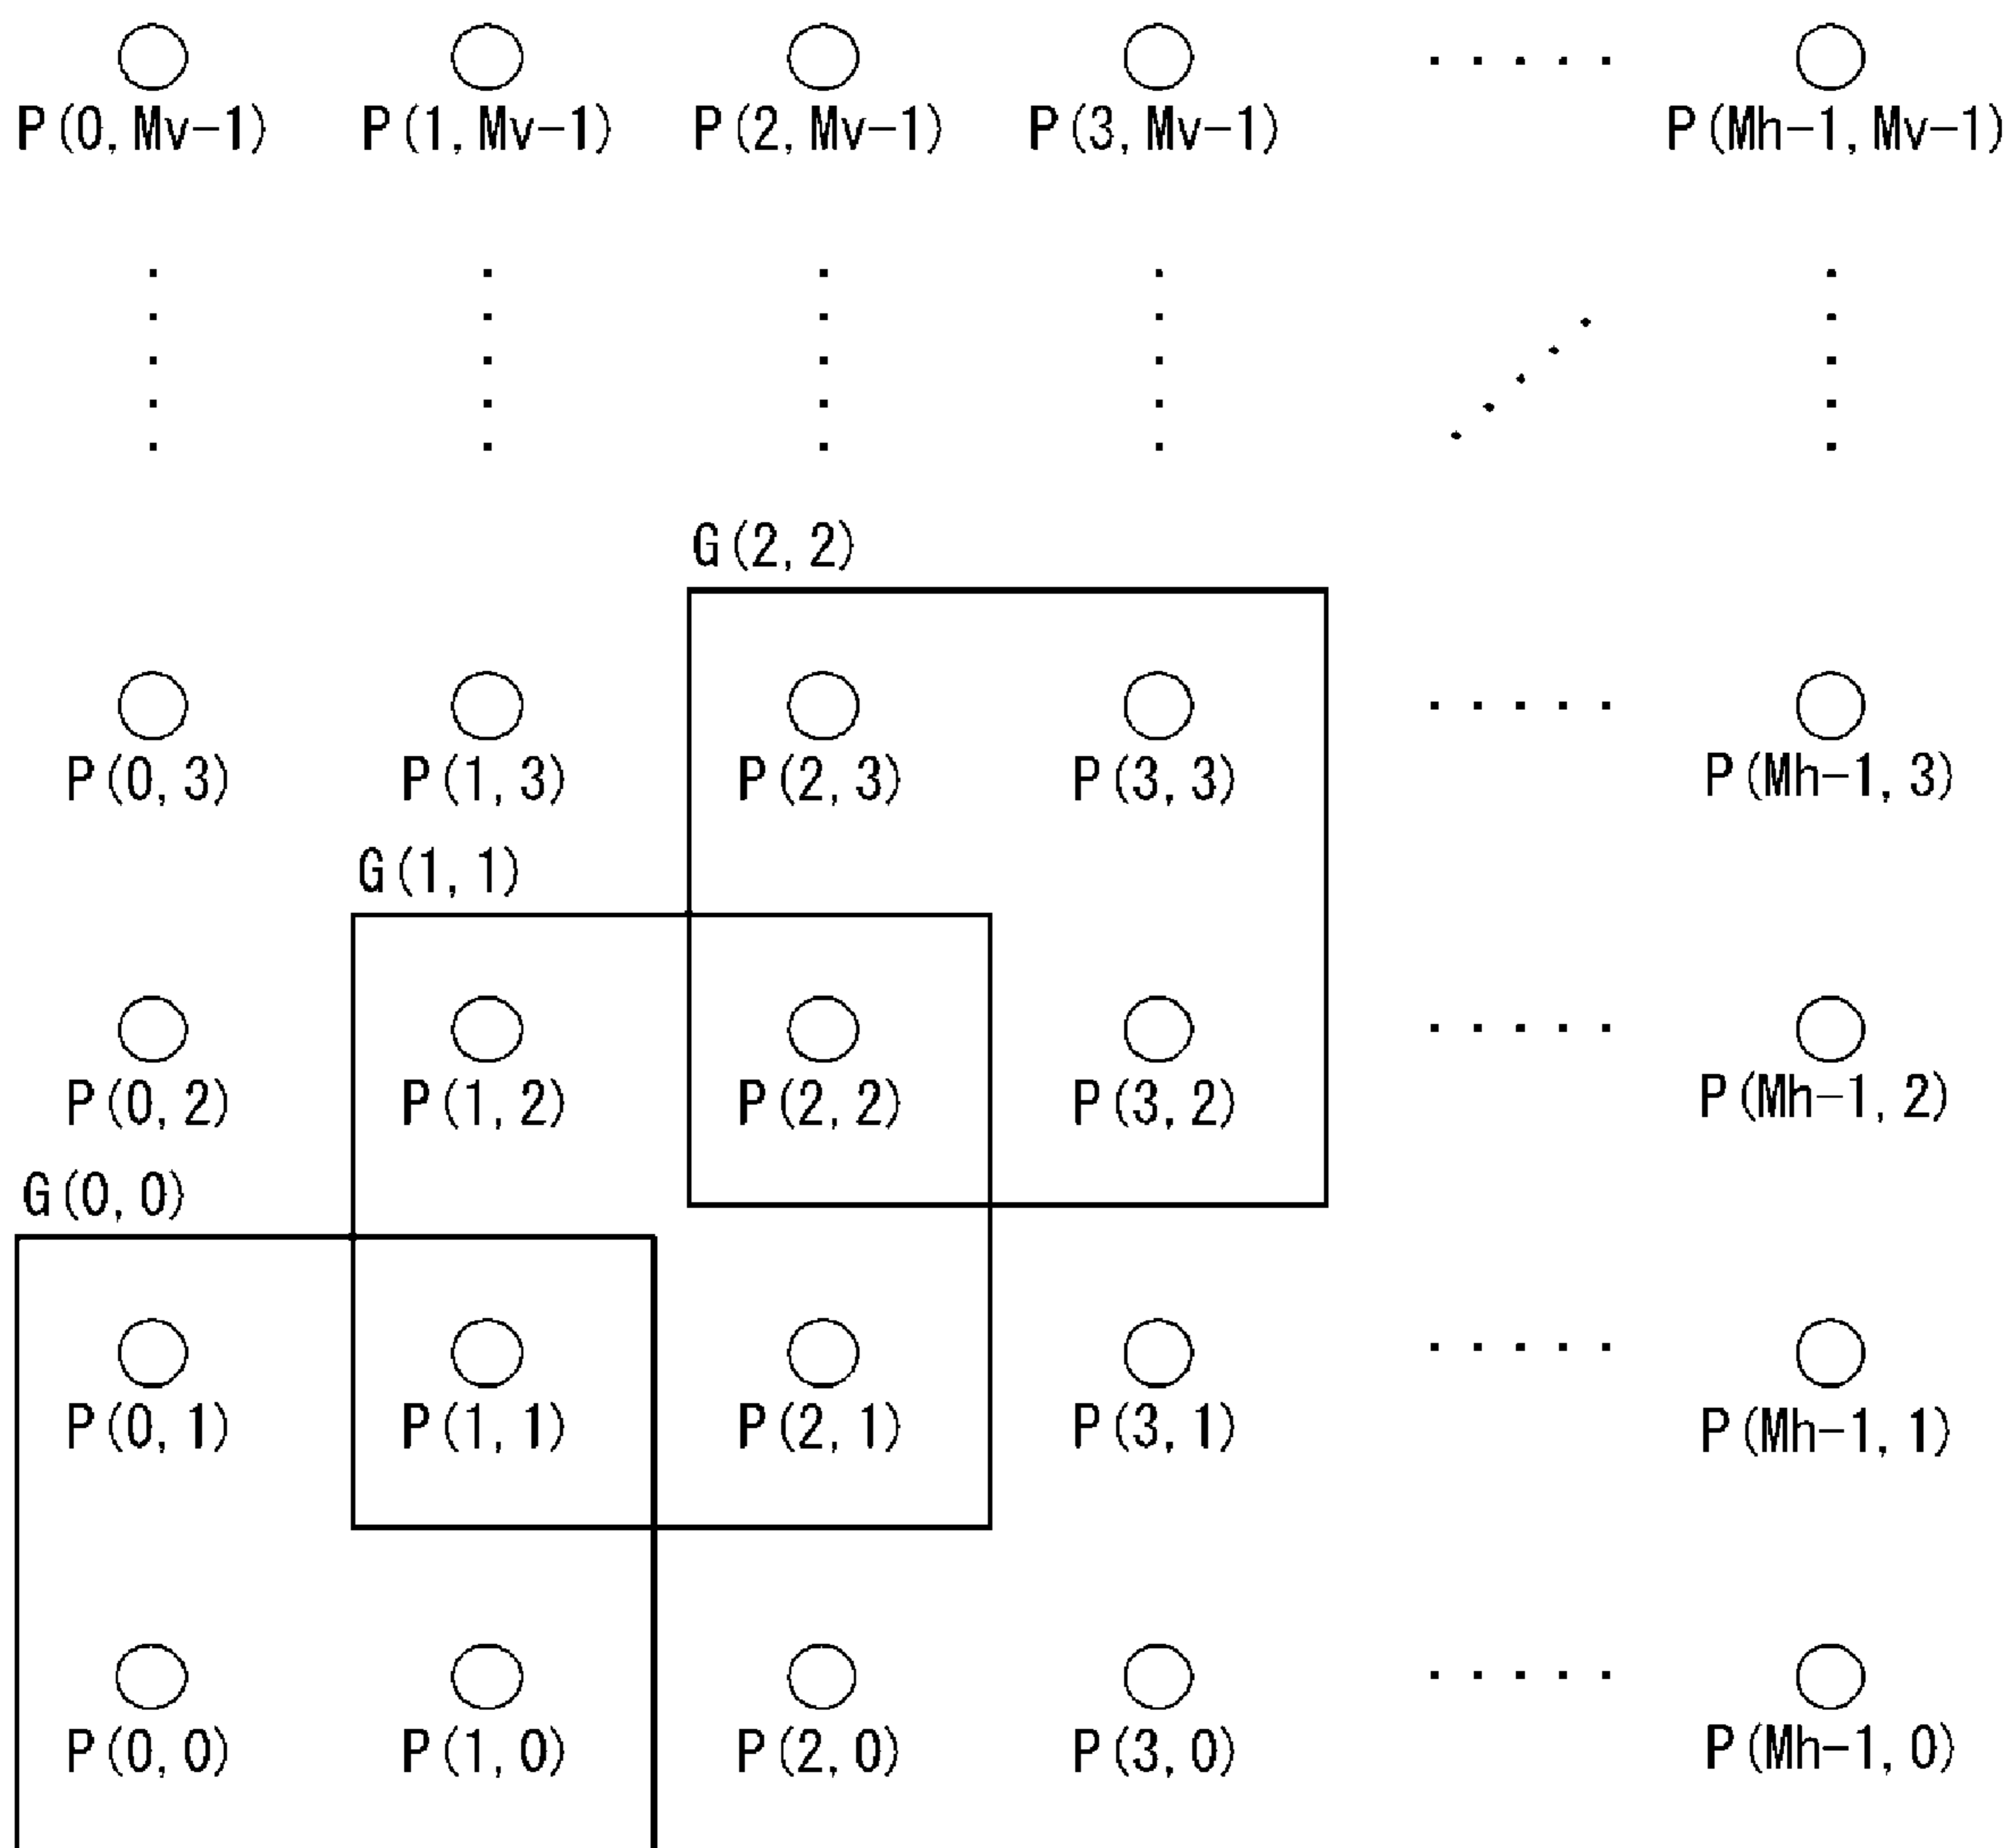 P(0,Mv-1) P(1,Mv-1) P(2,Mv-1) P(3,Mv-1) P(Mh-1,Mv-1)
G(2,2)
P(0,3) P(1,3) P(2,3) P(3,3) P(Mh-1,3)
G(1,1)
P(0,2) P(1,2) P(2,2) P(3,2) P(Mh-1,2)
G(0,0)
P(0,1) P(1,1) P(2,1) P(3,1) P(Mh-1,1)
P(0,0) P(1,0) P(2,0) P(3,0) P(Mh-1,0)